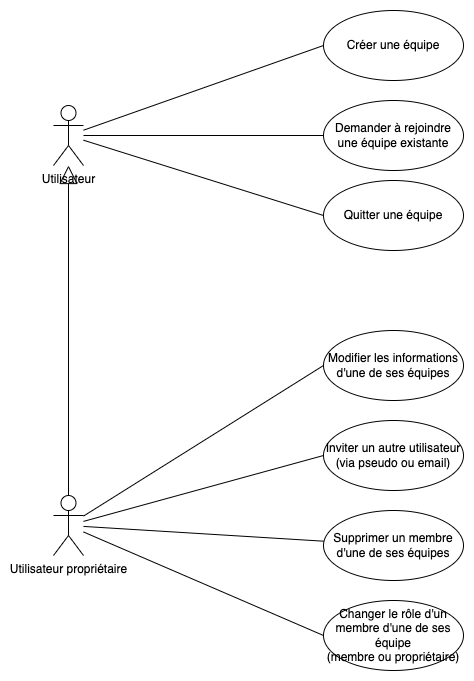 Créer une équipe
Demander à rejoindre
une équipe existante
Utilisateur
Quitter une équipe
Modifier les informations
d'une de ses équipes
Inviter un autre utilisateur
(via pseudo ou email)
Supprimer un membre
d'une de ses équipes
Utilisateur propriétaire
Changer le rôle d'un
membre d'une de ses
équipe
(membre ou propriétaire)